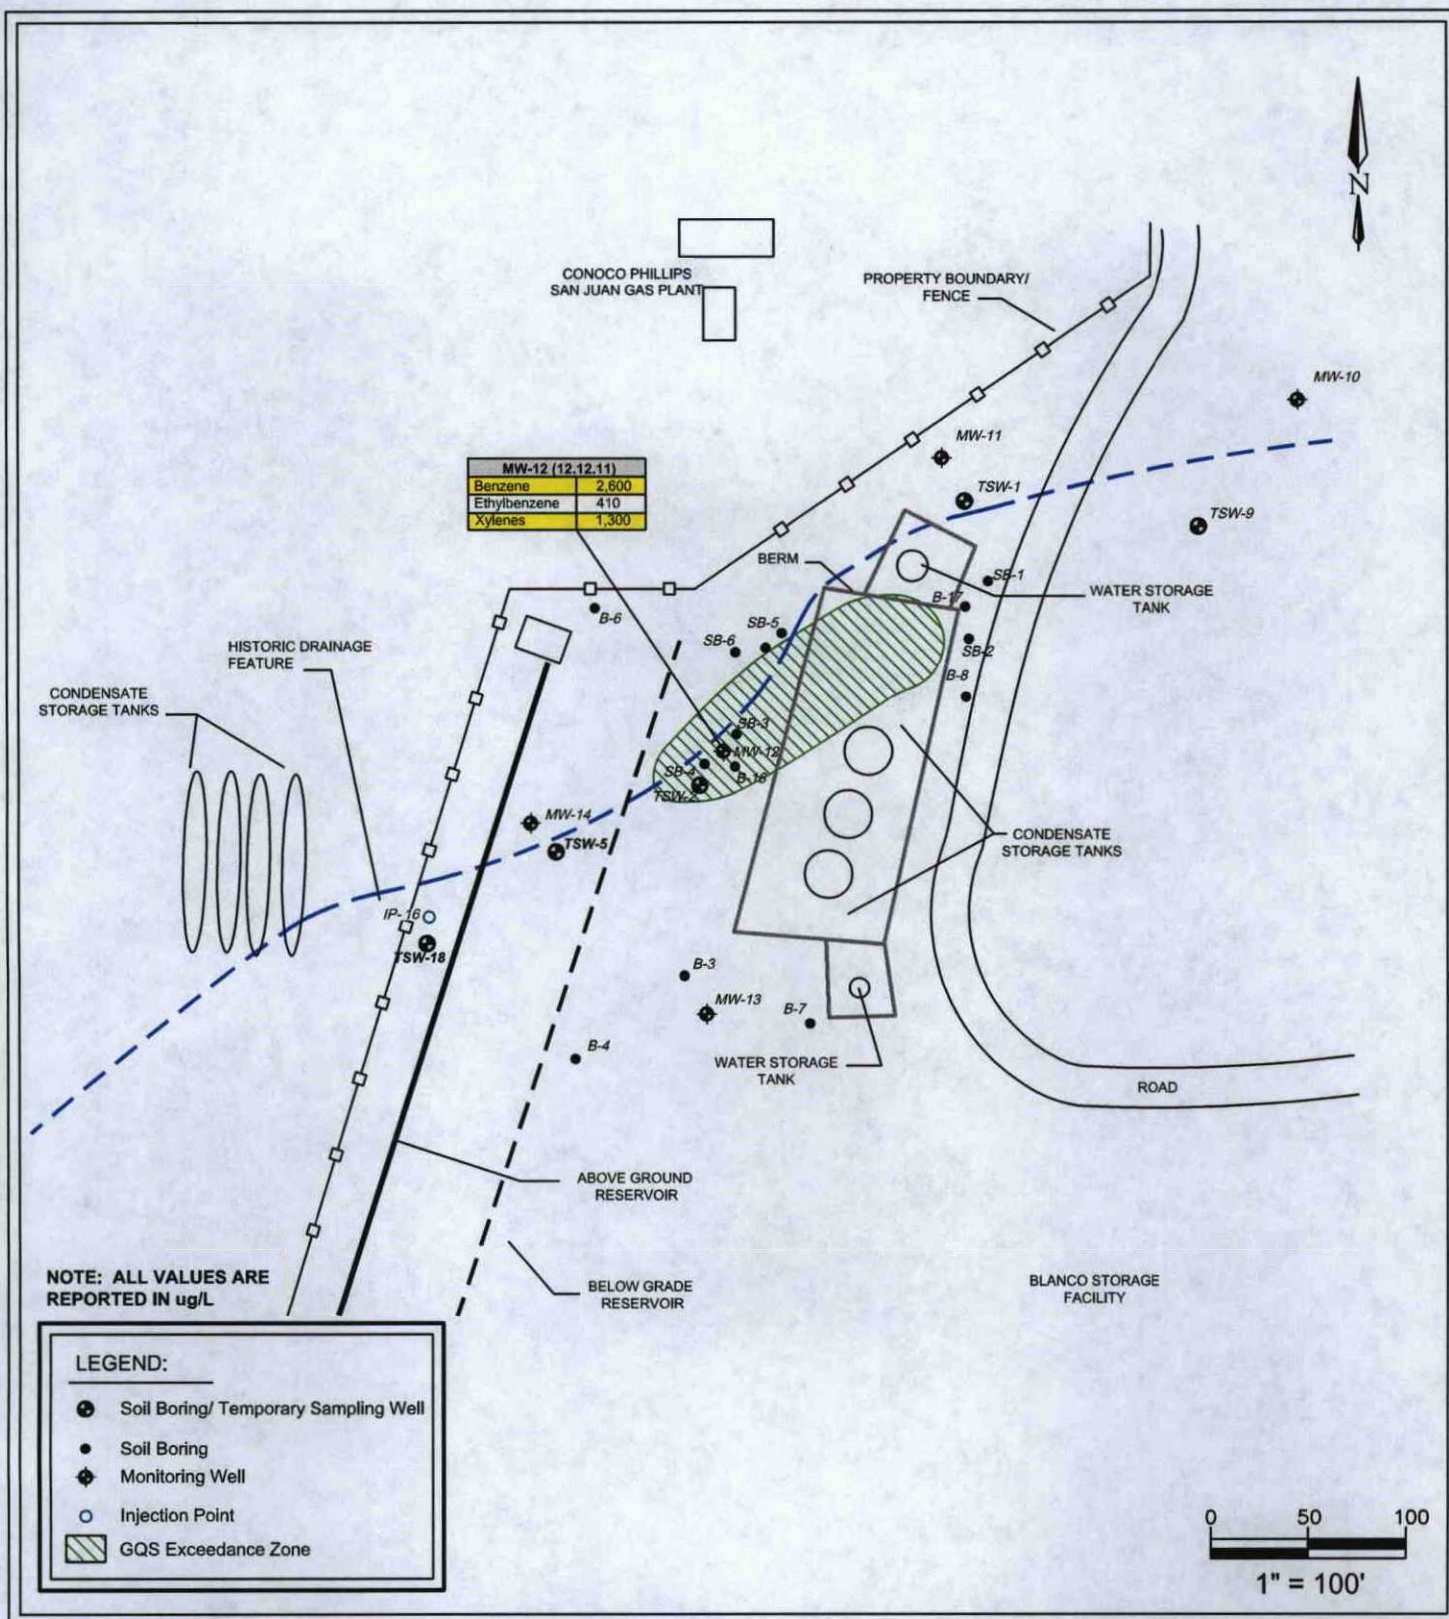 N
CONOCO PHILLIPS
SAN JUAN GAS PLANT
PROPERTY BOUNDARY/
FENCE
MW-10
MW-11
MW-12 (12.12.11)
Benzene 2,600
Ethylbenzene 410
Xylenes 1,300
TSW-1
TSW-9
BERM
SB-1
WATER STORAGE
TANK
B-17
B-6
SB-5
SB-6
SB-2
HISTORIC DRAINAGE
FEATURE
B-8
CONDENSATE
STORAGE TANKS
SB-3
MW-12
SB-4
B-16
TSW-2
MW-14
TSW-5
CONDENSATE
STORAGE TANKS
IP-16
TSW-18
B-3
MW-13
B-7
B-4
WATER STORAGE
TANK
ROAD
ABOVE GROUND
RESERVOIR
NOTE: ALL VALUES ARE
REPORTED IN ug/L
BELOW GRADE
RESERVOIR
BLANCO STORAGE
FACILITY
LEGEND:
Soil Boring/ Temporary Sampling Well
Soil Boring
Monitoring Well
Injection Point
GQS Exceedance Zone
0 50 100
1" = 100'